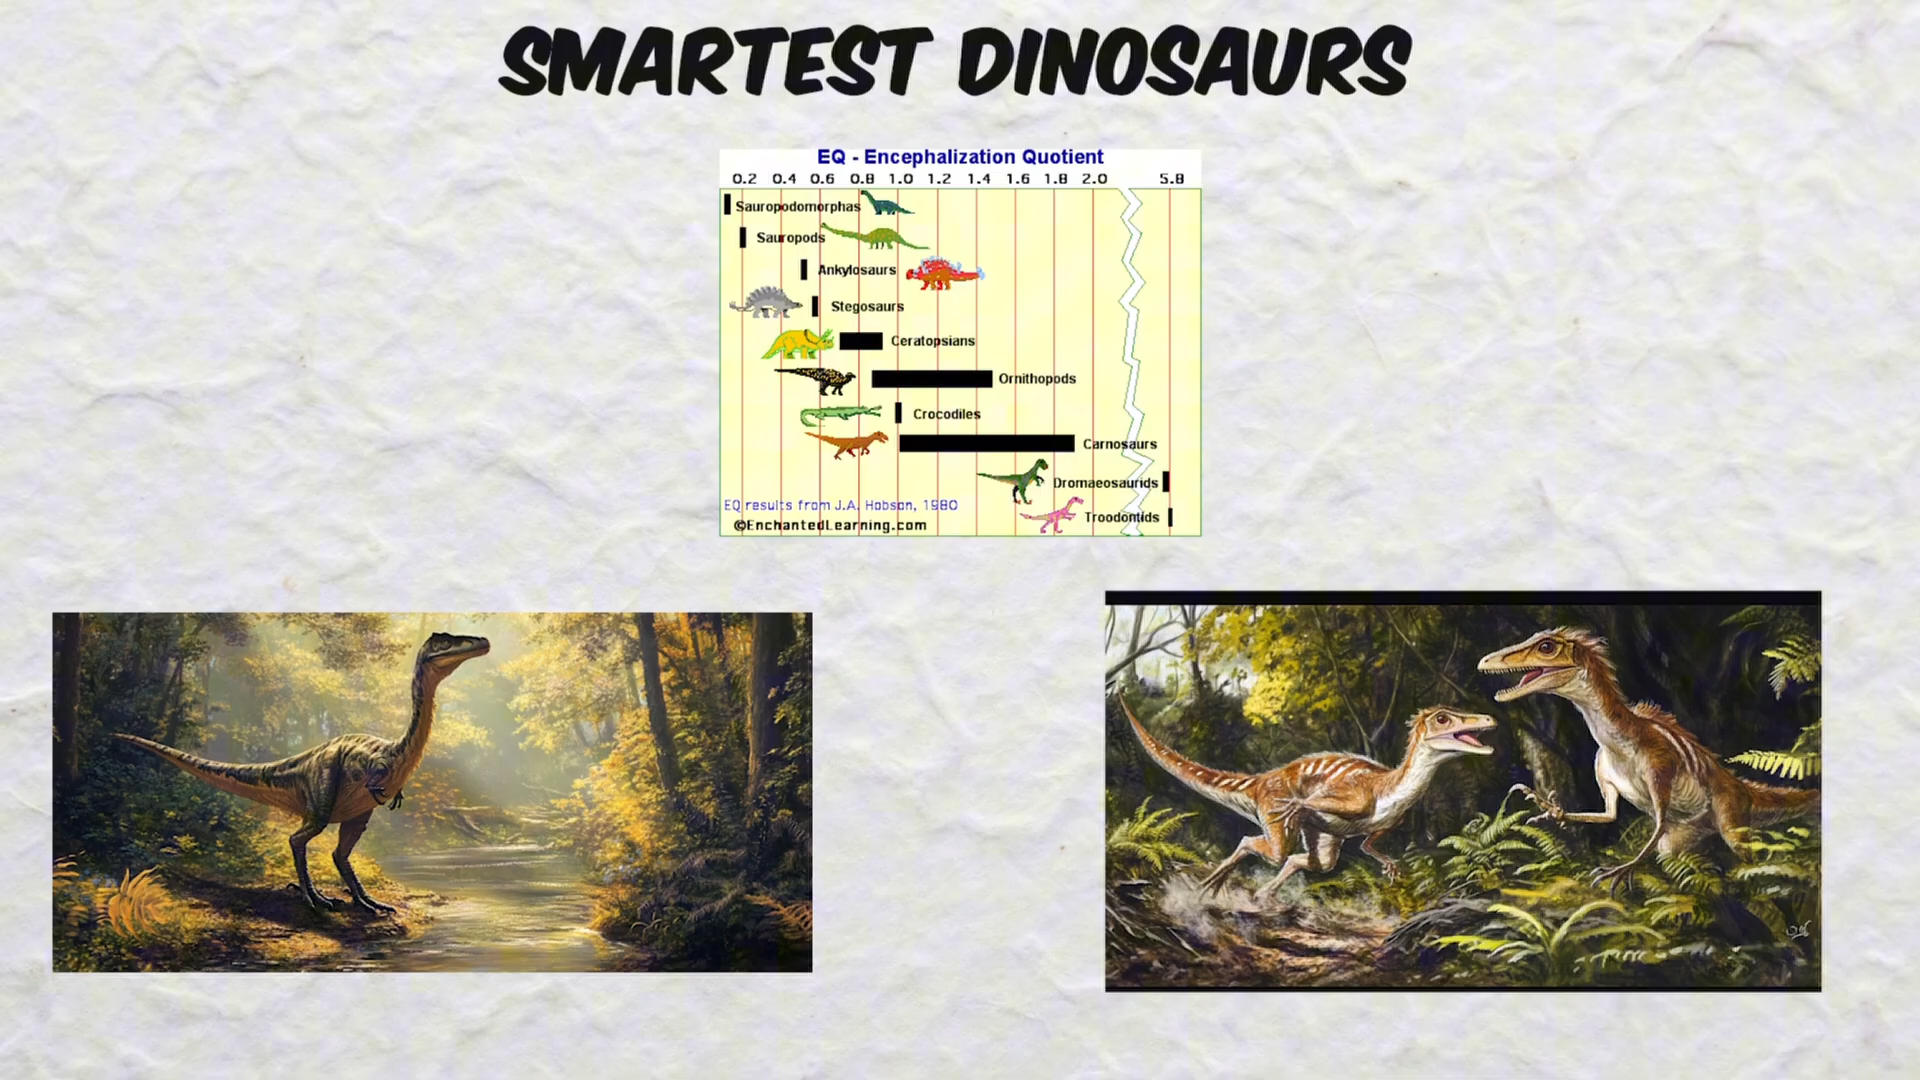 SMARTEST DINOSAURS
EQ - Encephalization Quotient
0.2 0.4 0.6 0.8 1.0 1.2 1.4 1.6 1.8 2.0 5.8
Sauropodomorphas
Sauropods
Ankylosaurs
Stegosaurs
Ceratopsians
Ornithopods
Crocodiles
Carnosaurs
Dromaeosaurids
EQ results from J.A. Hobson, 1980
Troodontids
©EnchantedLearning.com